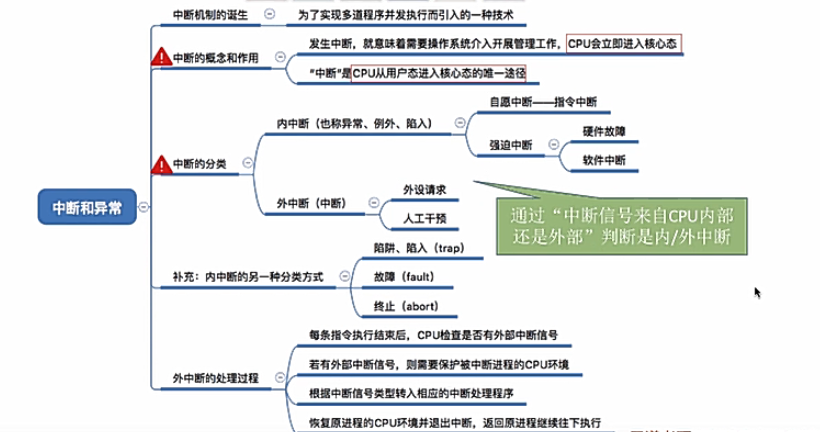 中断和异常
中断机制的诞生
为了实现多道程序并发执行而引入的一种技术
中断的概念和作用
发生中断，就意味着需要操作系统介入开展管理工作，CPU会立即进入核心态
“中断”是CPU从用户态进入核心态的唯一途径
中断的分类
内中断（也称异常、例外、陷入）
自愿中断——指令中断
强迫中断
硬件故障
软件中断
外中断（中断）
外设请求
人工干预
通过“中断信号来自CPU内部
还是外部”判断是内/外中断
补充：内中断的另一种分类方式
陷阱、陷入（trap）
故障（fault）
终止（abort）
外中断的处理过程
每条指令执行结束后，CPU检查是否有外部中断信号
若有外部中断信号，则需要保护被中断进程的CPU环境
根据中断信号类型转入相应的中断处理程序
恢复原进程的CPU环境并退出中断，返回原进程继续往下执行